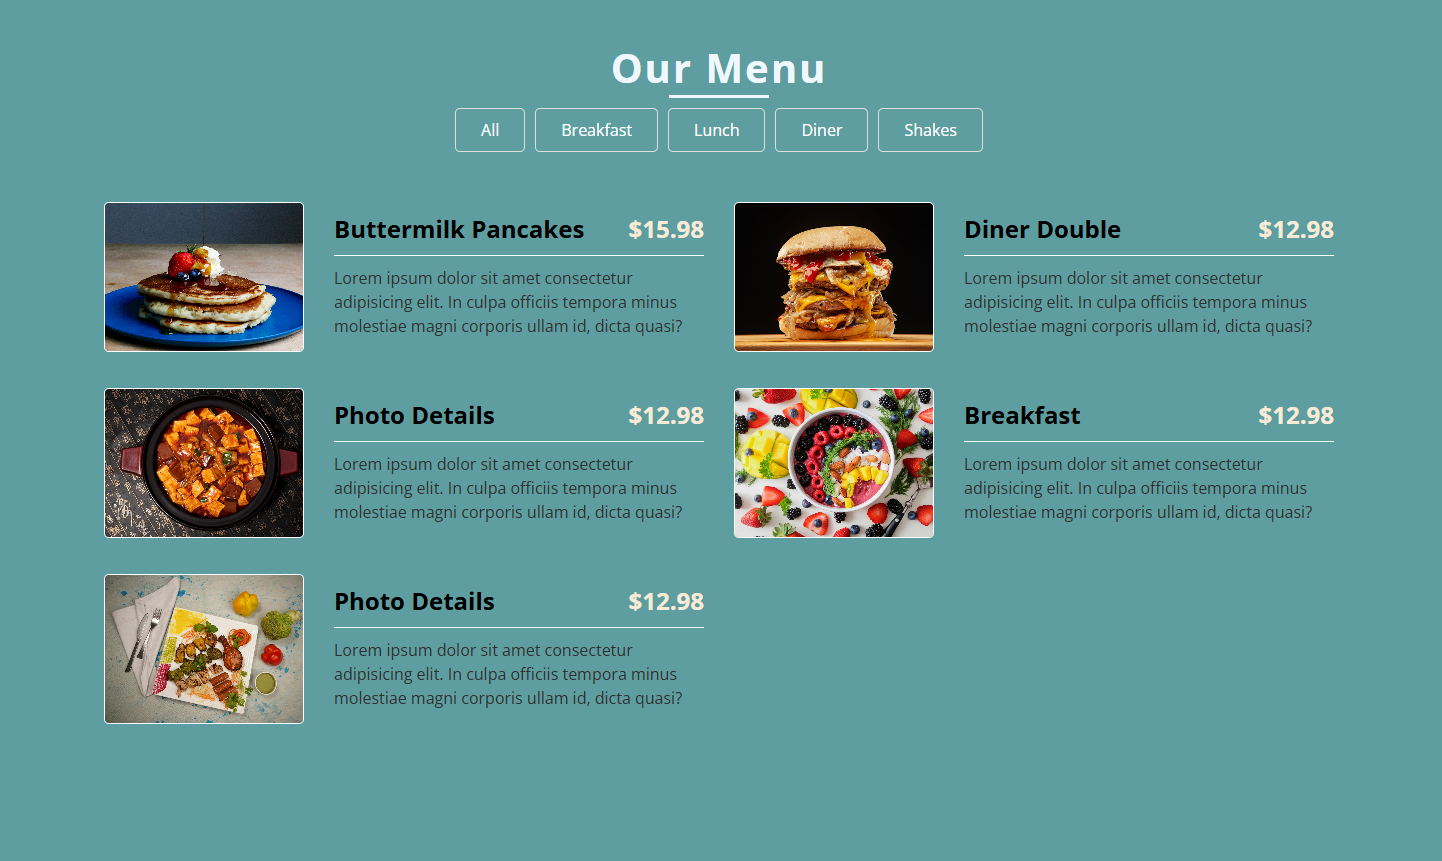 Our Menu
All
Breakfast
Lunch
Diner
Shakes
Buttermilk Pancakes $15.98
Lorem ipsum dolor sit amet consectetur
adipisicing elit. In culpa officiis tempora minus
molestiae magni corporis ullam id, dicta quasi?
Diner Double $12.98
Lorem ipsum dolor sit amet consectetur
adipisicing elit. In culpa officiis tempora minus
molestiae magni corporis ullam id, dicta quasi?
Photo Details $12.98
Lorem ipsum dolor sit amet consectetur
adipisicing elit. In culpa officiis tempora minus
molestiae magni corporis ullam id, dicta quasi?
Breakfast $12.98
Lorem ipsum dolor sit amet consectetur
adipisicing elit. In culpa officiis tempora minus
molestiae magni corporis ullam id, dicta quasi?
Photo Details $12.98
Lorem ipsum dolor sit amet consectetur
adipisicing elit. In culpa officiis tempora minus
molestiae magni corporis ullam id, dicta quasi?